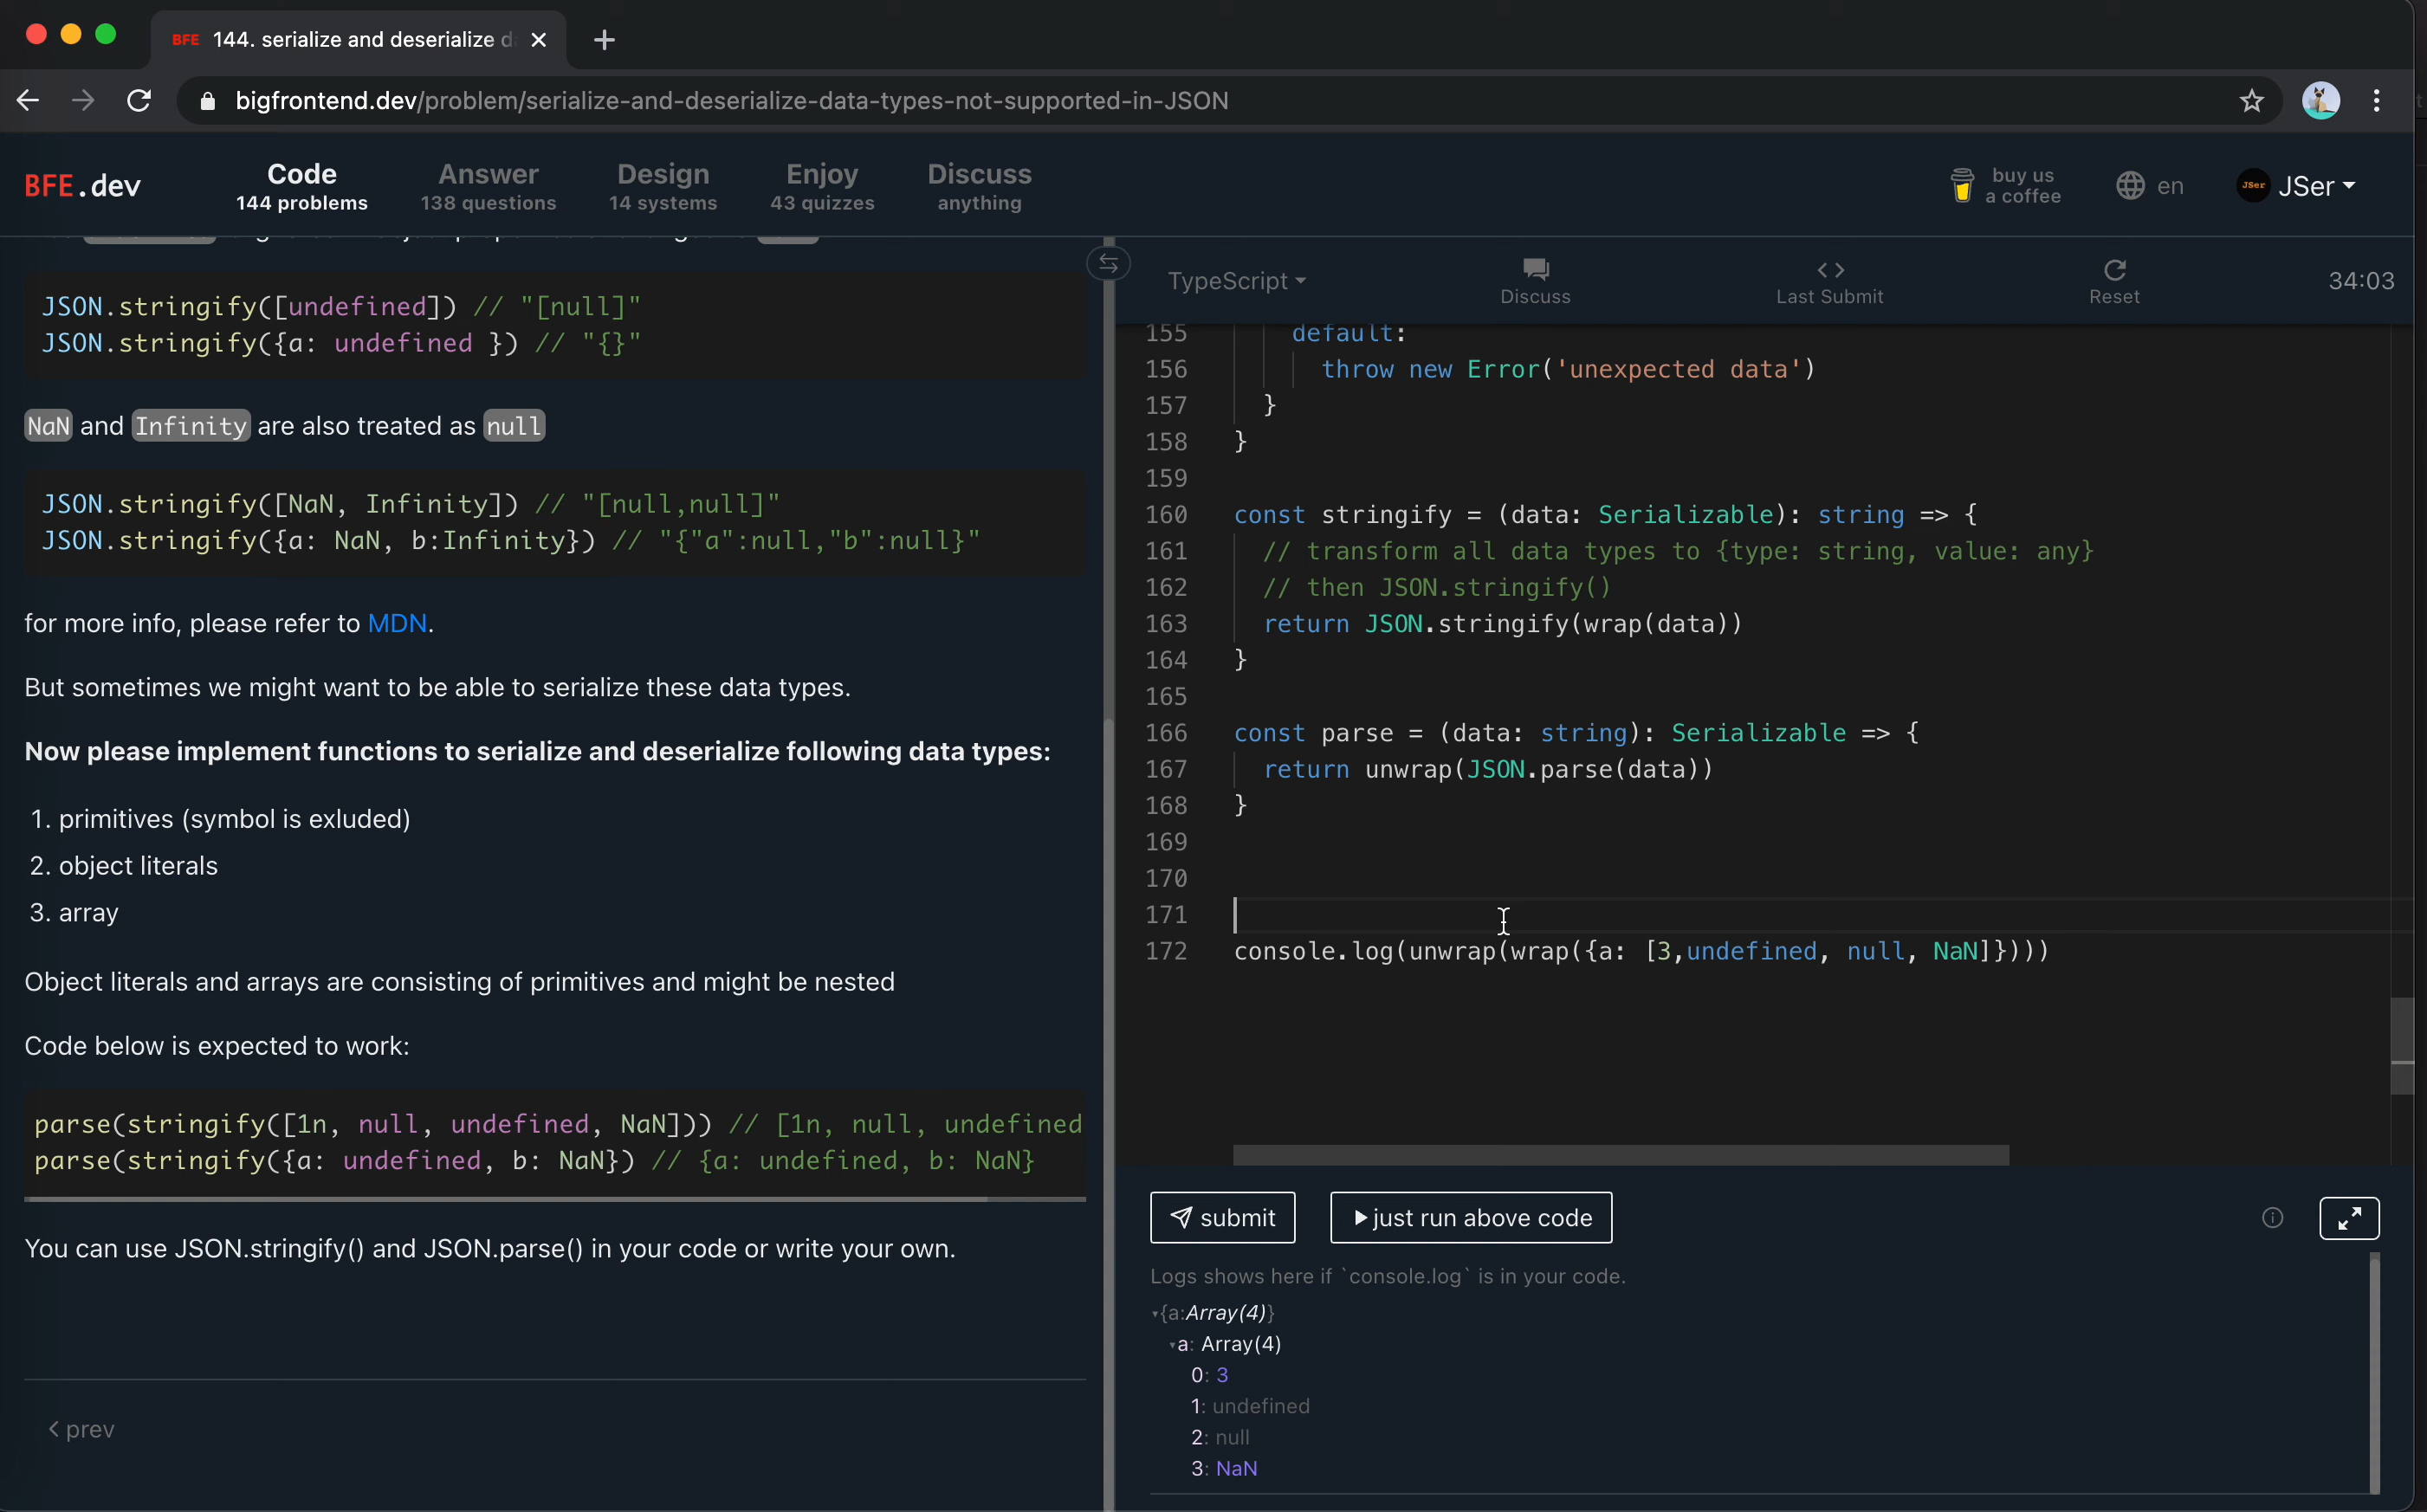 BFE 144. serialize and deserialize d
bigfrontend.dev/problem/serialize-and-deserialize-data-types-not-supported-in-JSON
BFE.dev
Code
144 problems
Answer
138 questions
Design
14 systems
Enjoy
43 quizzes
Discuss
anything
buy us
a coffee
en
JSer
JSer
JSON.stringify([undefined]) // "[null]"
JSON.stringify({a: undefined }) // "{}"
NaN and Infinity are also treated as null
JSON.stringify([NaN, Infinity]) // "[null,null]"
JSON.stringify({a: NaN, b:Infinity}) // "{"a":null,"b":null}"
for more info, please refer to MDN.
But sometimes we might want to be able to serialize these data types.
Now please implement functions to serialize and deserialize following data types:
1. primitives (symbol is exluded)
2. object literals
3. array
Object literals and arrays are consisting of primitives and might be nested
Code below is expected to work:
parse(stringify([1n, null, undefined, NaN])) // [1n, null, undefined
parse(stringify({a: undefined, b: NaN}) // {a: undefined, b: NaN}
You can use JSON.stringify() and JSON.parse() in your code or write your own.
prev
TypeScript
Discuss
Last Submit
Reset
34:03
155 default:
156 throw new Error('unexpected data')
157 }
158 }
159
160 const stringify = (data: Serializable): string => {
161 // transform all data types to {type: string, value: any}
162 // then JSON.stringify()
163 return JSON.stringify(wrap(data))
164 }
165
166 const parse = (data: string): Serializable => {
167 return unwrap(JSON.parse(data))
168 }
169
170
171
172 console.log(unwrap(wrap({a: [3,undefined, null, NaN]})))
submit
just run above code
Logs shows here if `console.log` is in your code.
{a:Array(4)}
a: Array(4)
0: 3
1: undefined
2: null
3: NaN